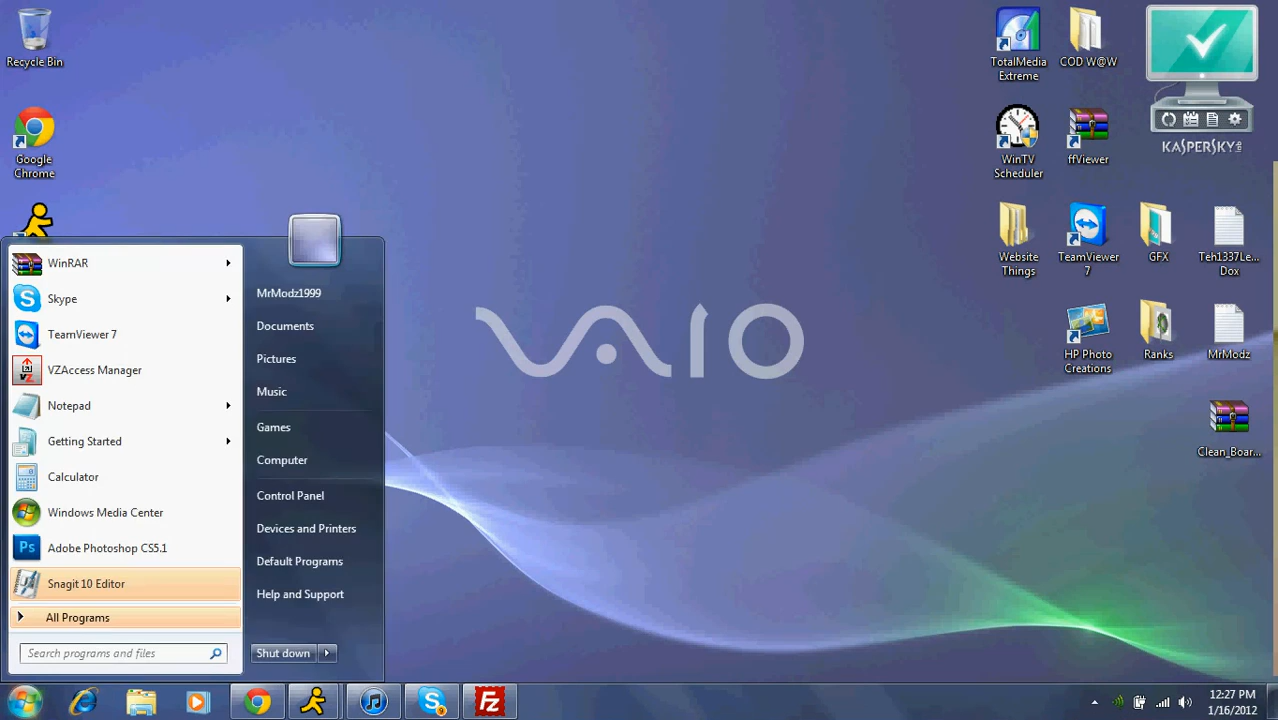 Recycle Bin
Google
Chrome
TotalMedia
Extreme
COD W@W
KASPERSKY
WinTV
Scheduler
ffViewer
Website
Things
TeamViewer
7
GFX
Teh1337Le...
Dox
HP Photo
Creations
Ranks
MrModz
Clean_Boar...
VAIO
WinRAR
Skype
TeamViewer 7
VZAccess Manager
Notepad
Getting Started
Calculator
Windows Media Center
Ps
Adobe Photoshop CS5.1
Snagit 10 Editor
All Programs
Search programs and files
MrModz1999
Documents
Pictures
Music
Games
Computer
Control Panel
Devices and Printers
Default Programs
Help and Support
Shut down
Fz
12:27 PM
1/16/2012